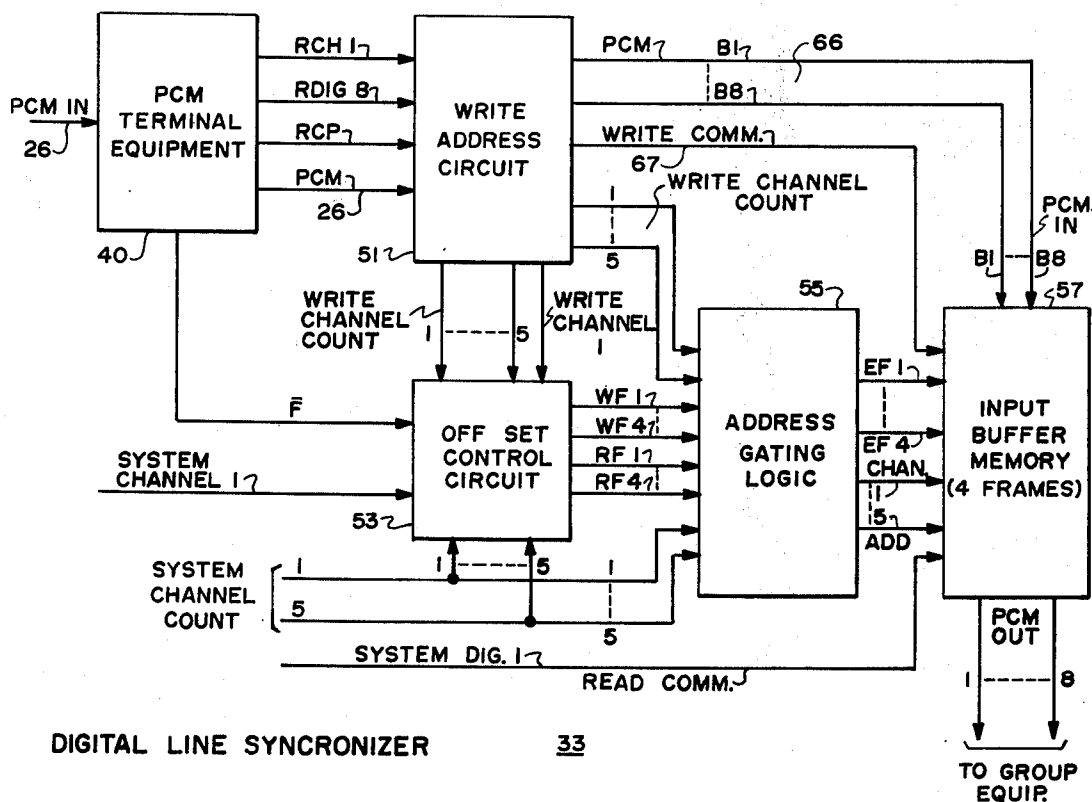 PCM IN
26
PCM
TERMINAL
EQUIPMENT
40
RCH 1
RDIG 8
RCP
PCM
26
WRITE
ADDRESS
CIRCUIT
51
PCM
B1
66
B8
WRITE COMM.
67
WRITE CHANNEL
COUNT
1
5
PCM
IN
B1
B8
57
WRITE
CHANNEL
COUNT
1
5
WRITE
CHANNEL
1
F̄
SYSTEM
CHANNEL 1
OFF SET
CONTROL
CIRCUIT
53
WF 1
WF 4
RF 1
RF 4
55
ADDRESS
GATING
LOGIC
EF 1
EF 4
CHAN.
1
5
ADD
INPUT
BUFFER
MEMORY
(4 FRAMES)
SYSTEM
CHANNEL
COUNT
1
5
1
5
1
5
SYSTEM DIG. 1
READ COMM.
PCM
OUT
1
8
TO GROUP
EQUIP.
DIGITAL LINE SYNCRONIZER
33